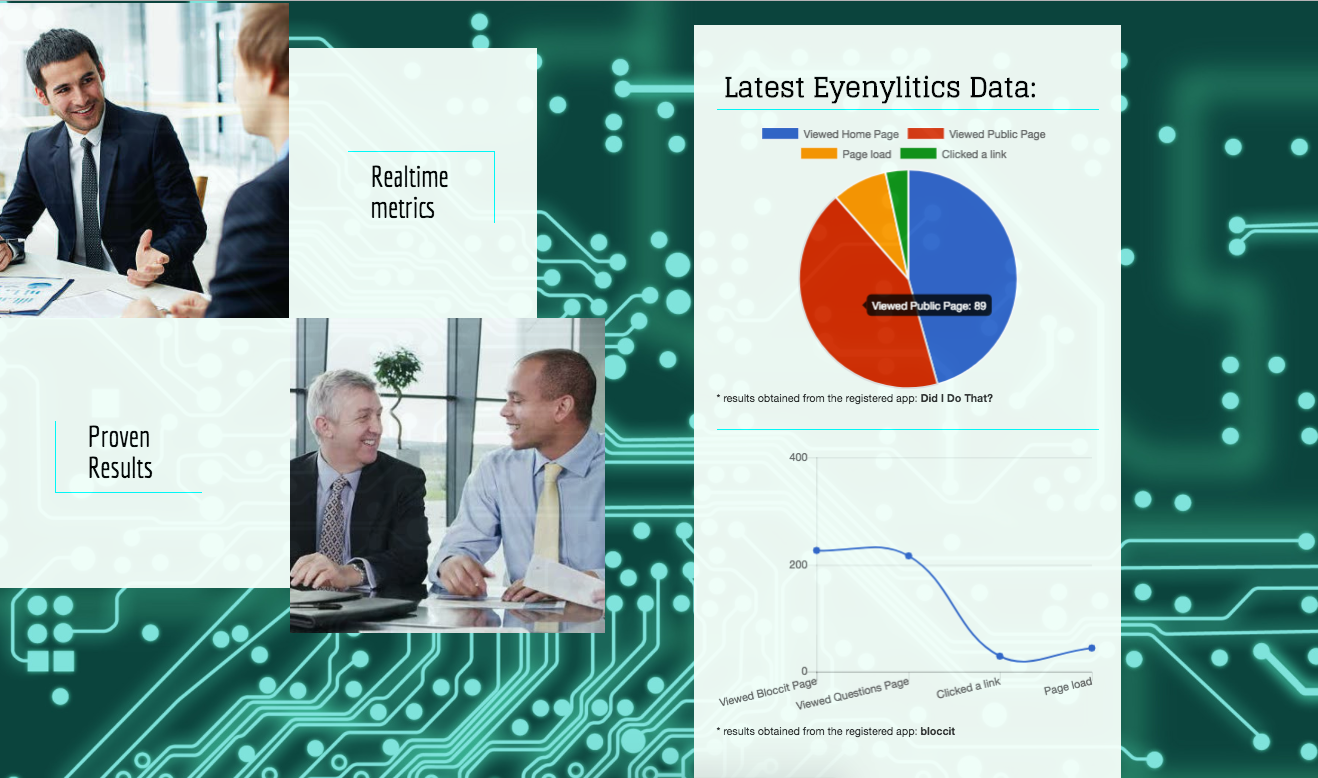 Realtime
metrics
Proven
Results
Latest Eyenylitics Data:
Viewed Home Page
Viewed Public Page
Page load
Clicked a link
Viewed Public Page: 89
* results obtained from the registered app: Did I Do That?
400
200
0
Viewed Bloccit Page
Viewed Questions Page
Clicked a link
Page load
* results obtained from the registered app: bloccit